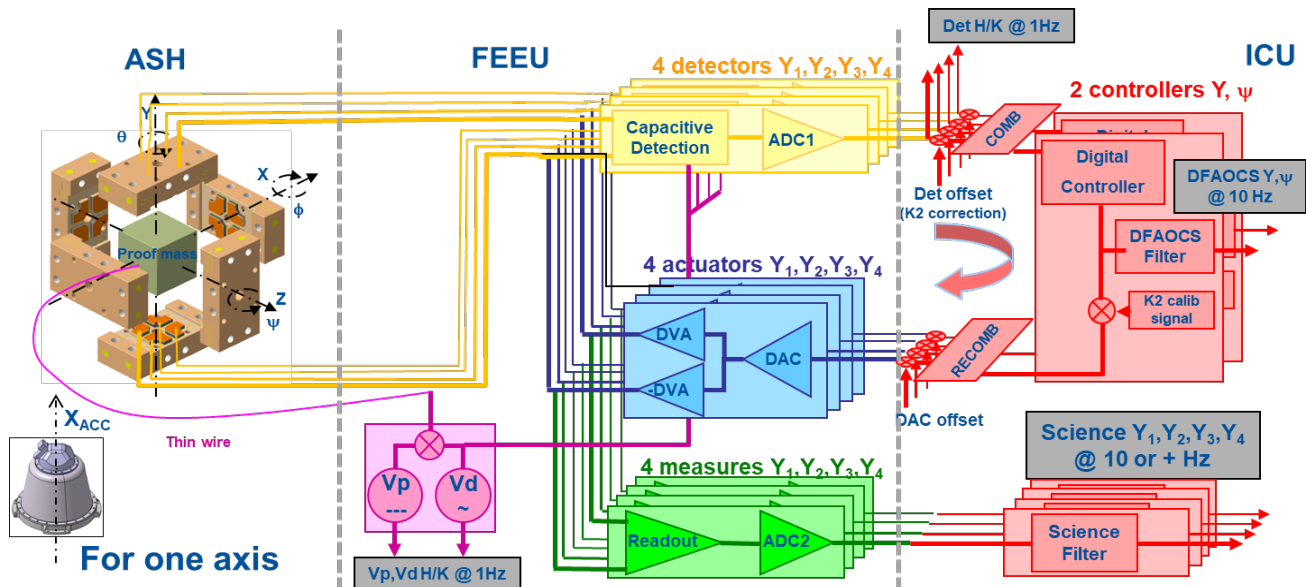 ASH
FEEU
ICU
Det H/K @ 1Hz
4 detectors Y₁,Y₂,Y₃,Y₄
2 controllers Y, ψ
Y
θ
X
ϕ
Z
ψ
Proof mass
Capacitive
Detection
ADC1
COMB
Digital
Digital
Controller
DFAOCS Y,ψ
@ 10 Hz
Det offset
(K2 correction)
DFAOCS
Filter
K2 calib
signal
4 actuators Y₁,Y₂,Y₃,Y₄
DVA
-DVA
DAC
RECOMB
DAC offset
X_ACC
Thin wire
Vp
---
Vd
~
Vp,Vd H/K @ 1Hz
4 measures Y₁,Y₂,Y₃,Y₄
Readout
ADC2
Science Y₁,Y₂,Y₃,Y₄
@ 10 or + Hz
Science
Filter
For one axis